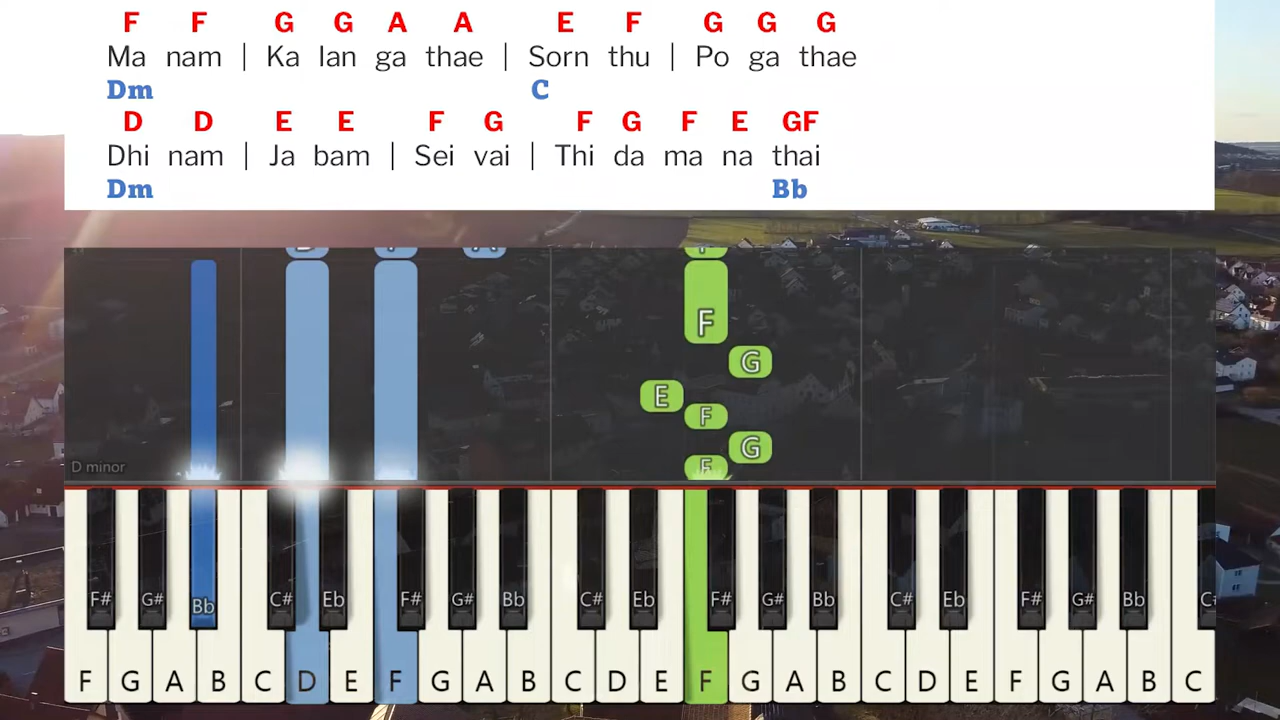 F F G G A A E F G G G
Ma nam | Ka lan ga thae | Sorn thu | Po ga thae
Dm C
D D E E F G F G F E GF
Dhi nam | Ja bam | Sei vai | Thi da ma na thai
Dm Bb
F
G
E
F
G
F
D minor
F# G# Bb C# Eb F# G# Bb C# Eb F# G# Bb C# Eb F# G# Bb
F G A B C D E F G A B C D E F G A B C D E F G A B C